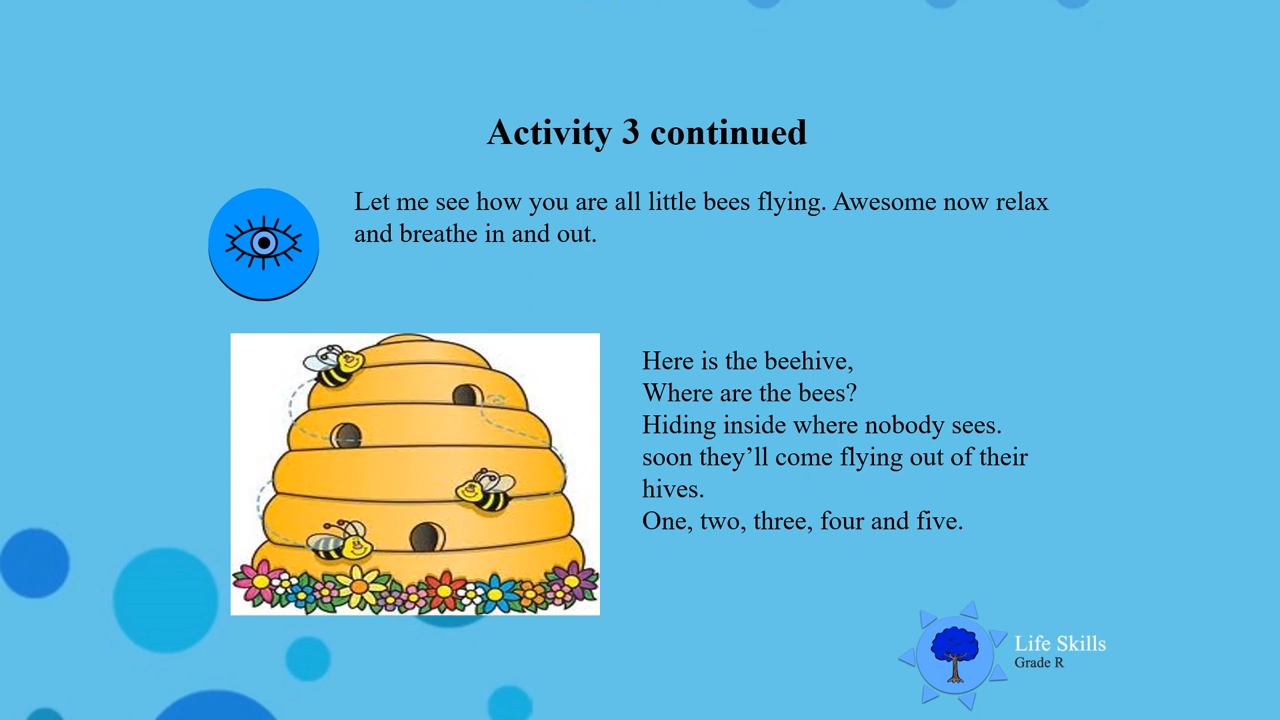 Activity 3 continued
Let me see how you are all little bees flying. Awesome now relax
and breathe in and out.
Here is the beehive,
Where are the bees?
Hiding inside where nobody sees.
soon they’ll come flying out of their
hives.
One, two, three, four and five.
Life Skills
Grade R